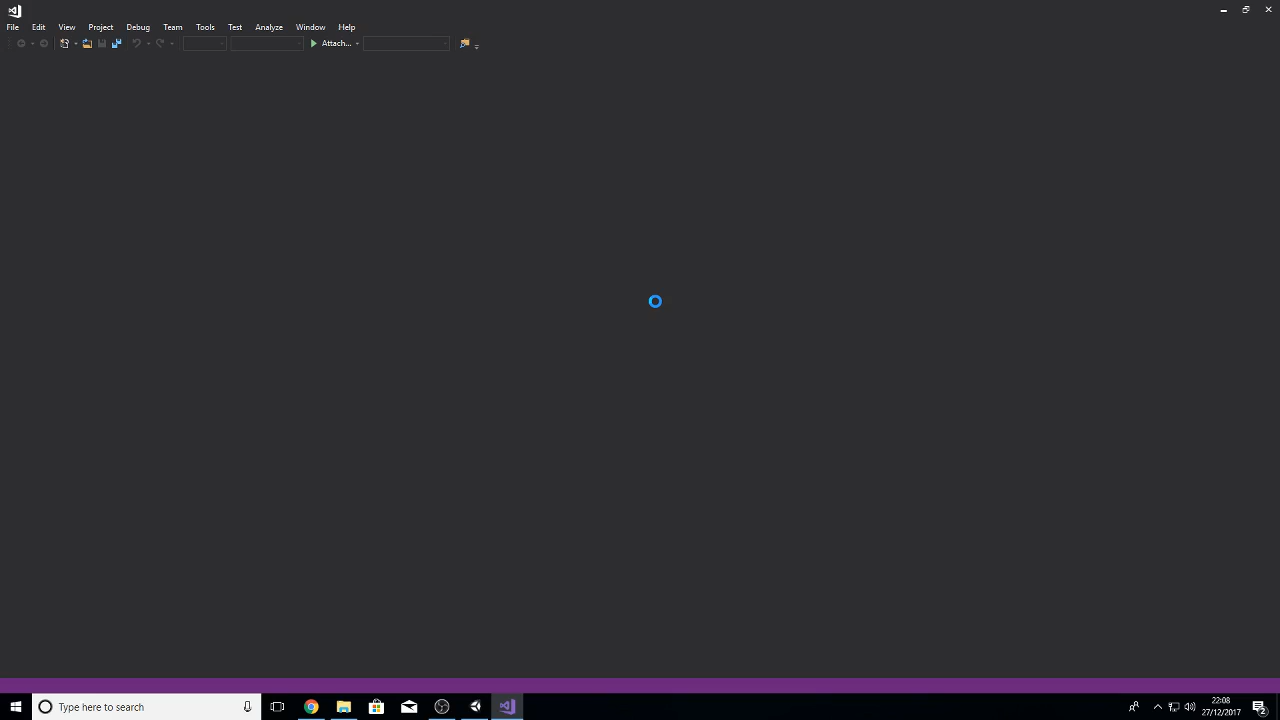 File Edit View Project Debug Team Tools Test Analyze Window Help
Attach...
Type here to search
22:08
27/12/2017
2